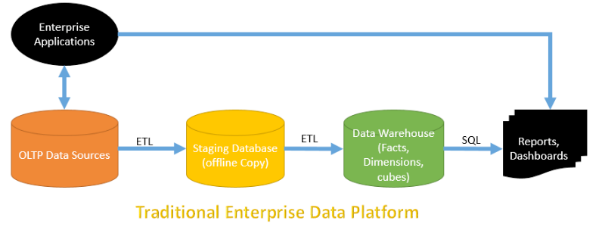 Enterprise
Applications
OLTP Data Sources
ETL
Staging Database
(offline Copy)
ETL
Data Warehouse
(Facts,
Dimensions,
cubes)
SQL
Reports,
Dashboards
Traditional Enterprise Data Platform